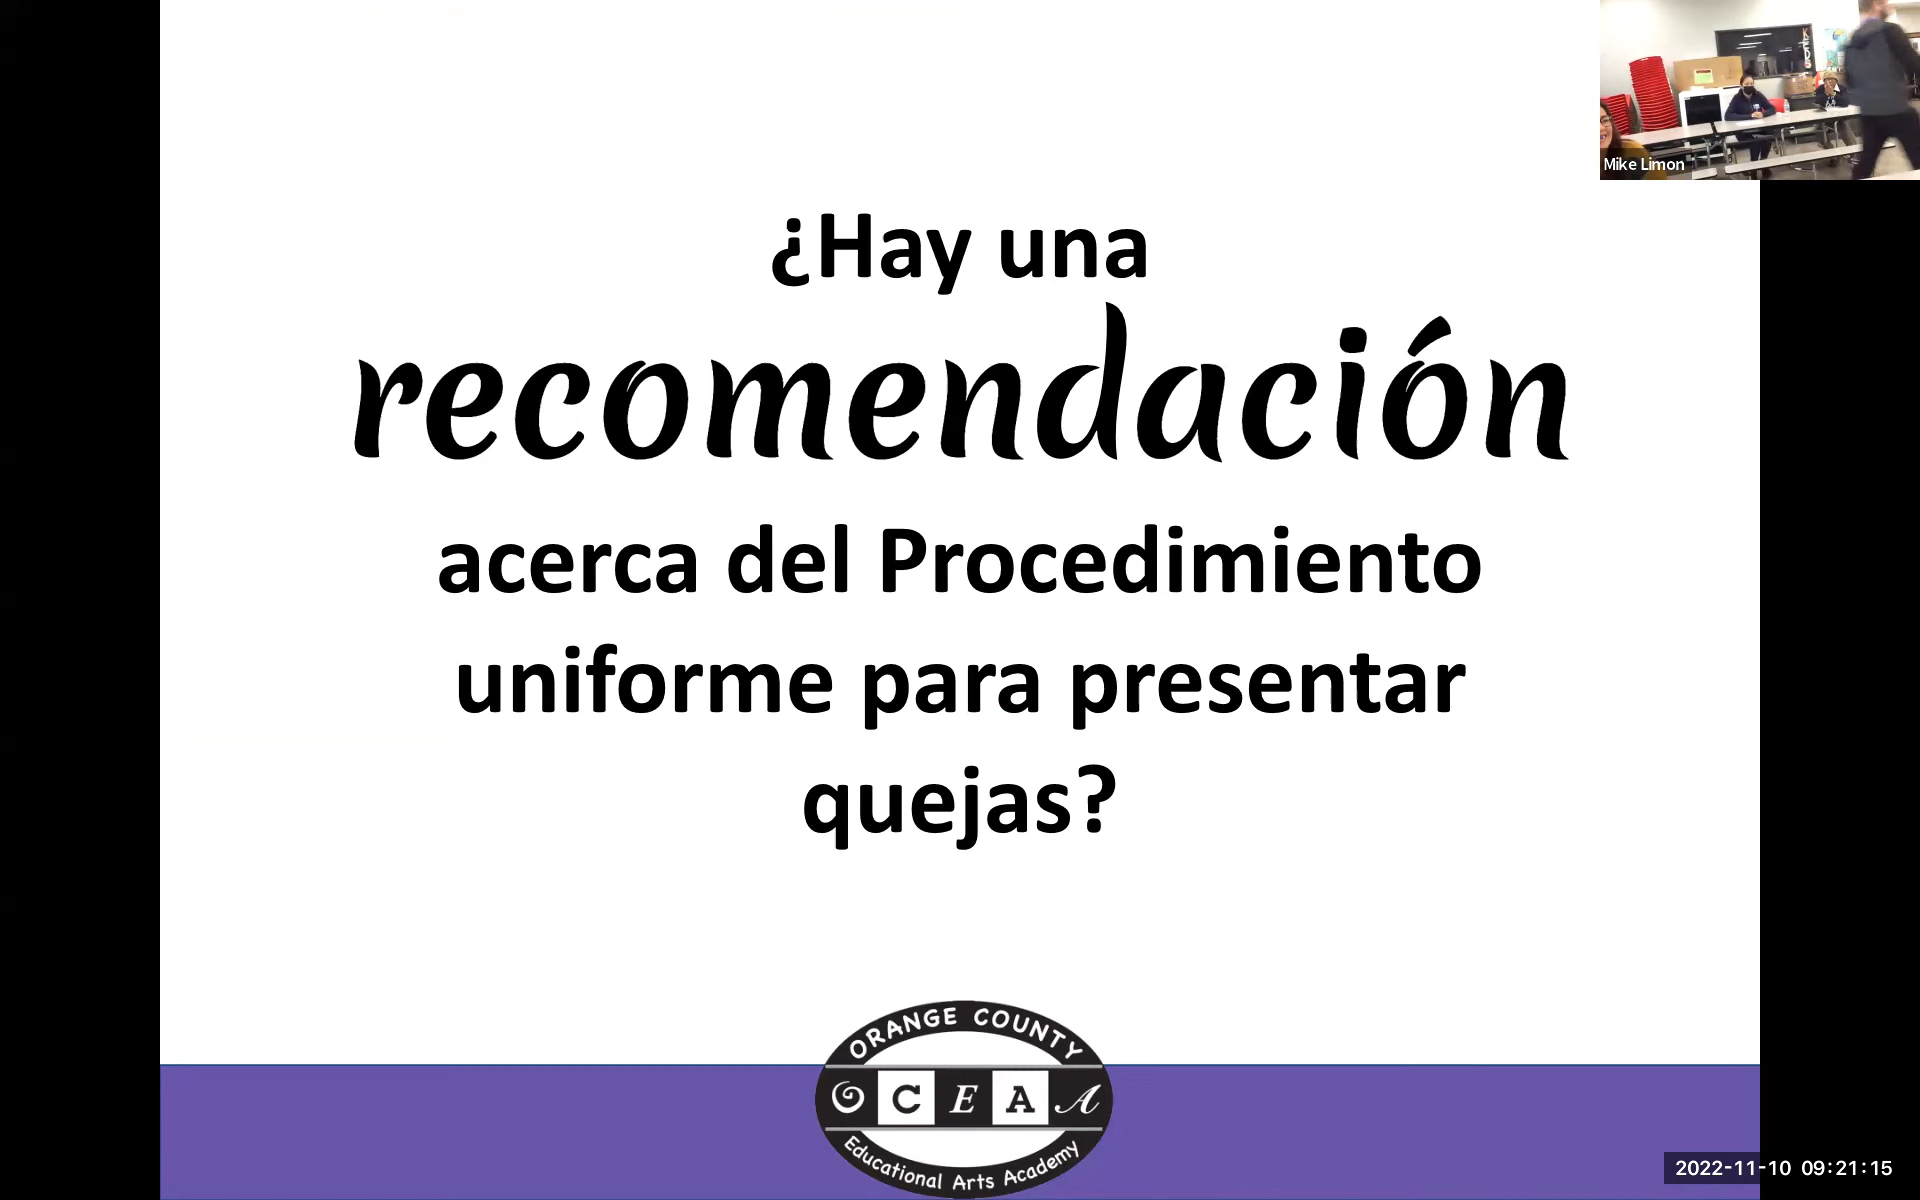 Mike Limon
¿Hay una
recomendación
acerca del Procedimiento
uniforme para presentar
quejas?
ORANGE COUNTY
OCEAA
Educational Arts Academy
2022-11-10 09:21:15